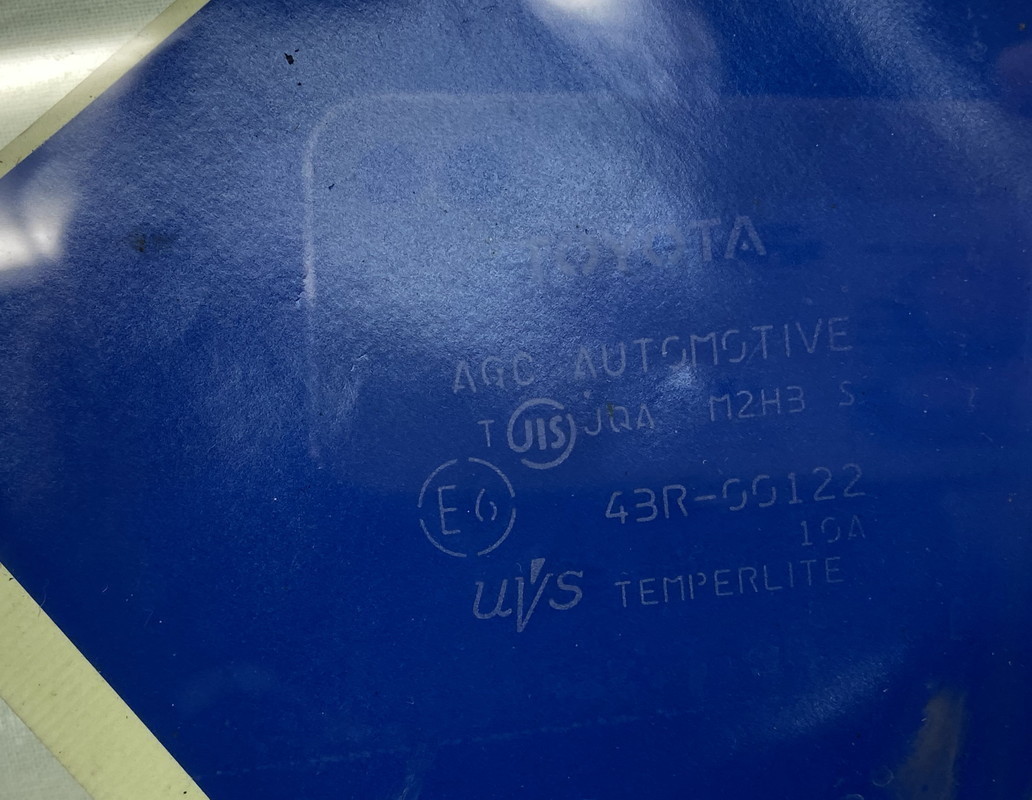 TOYOTA
AGC AUTOMOTIVE
T JIS JQA M2H3 S
E6 43R-00122
10A
uVs TEMPERLITE